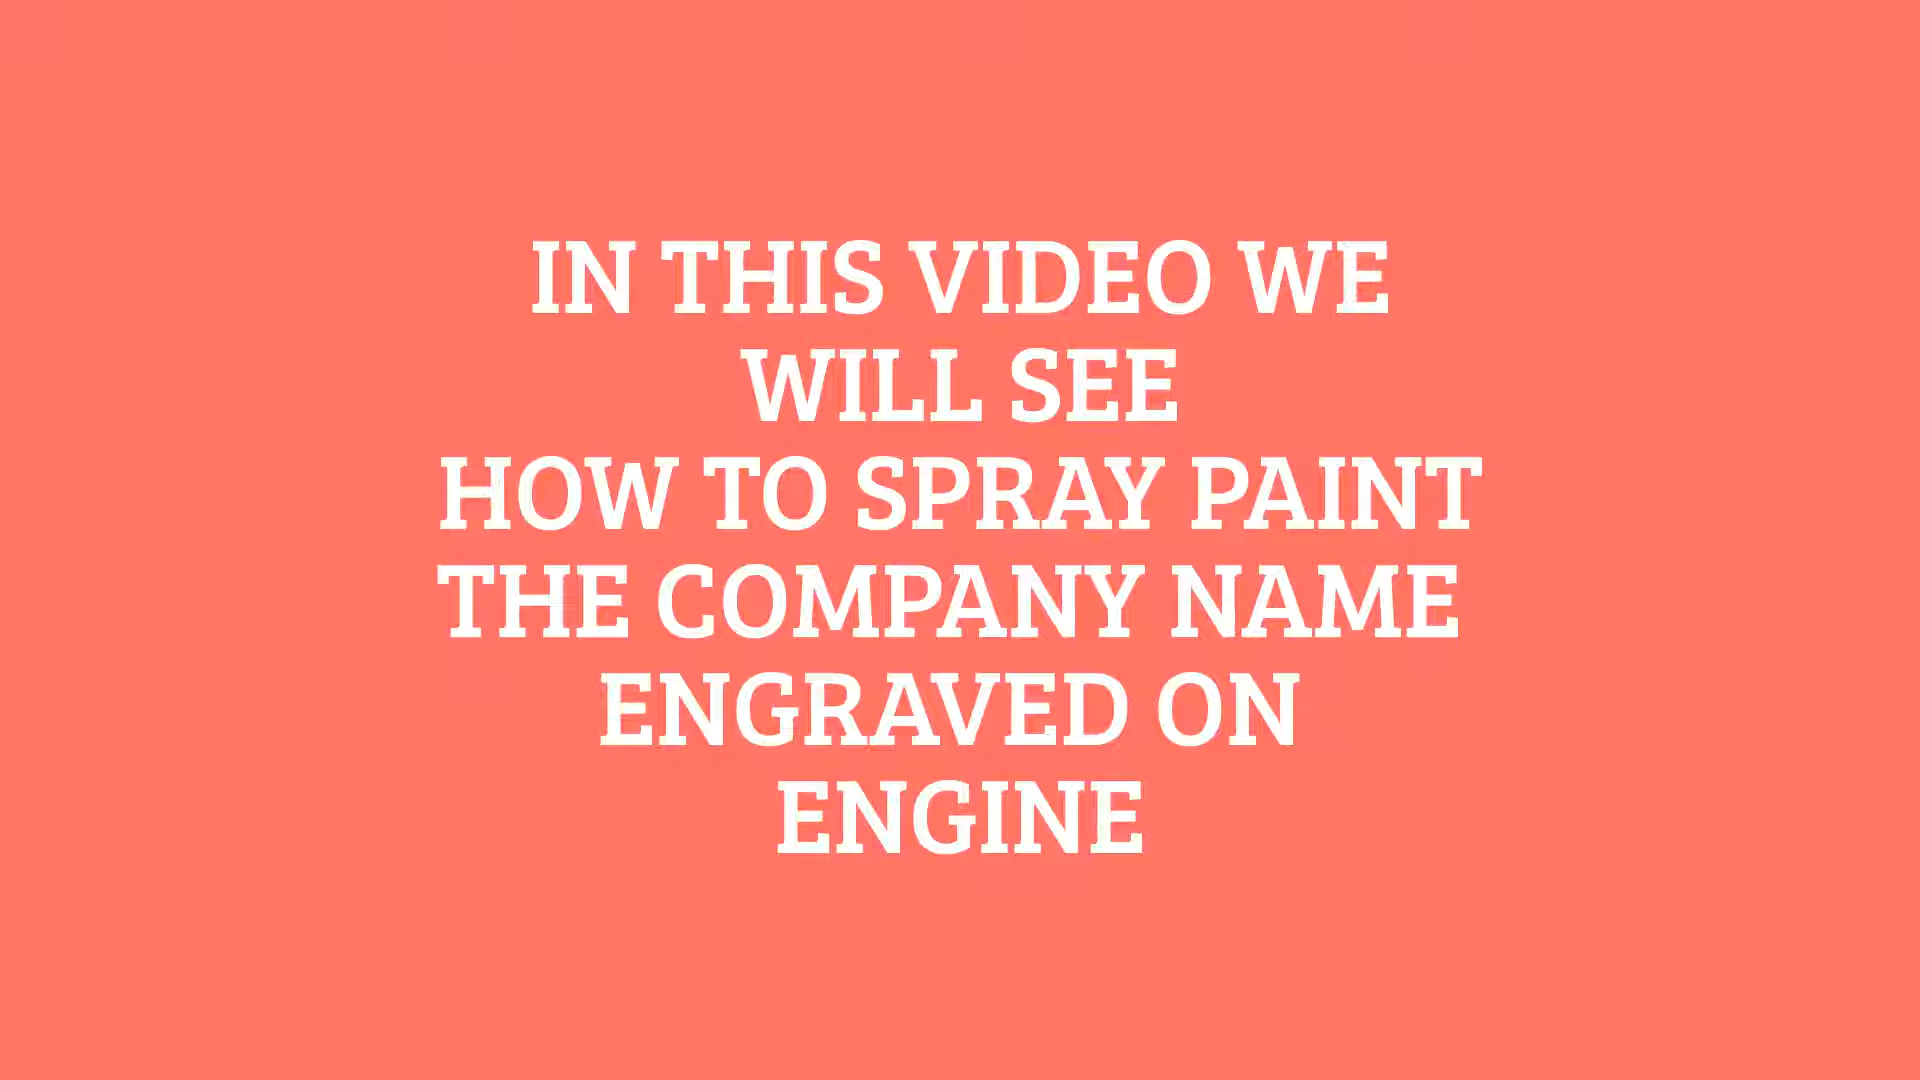 IN THIS VIDEO WE
WILL SEE
HOW TO SPRAY PAINT
THE COMPANY NAME
ENGRAVED ON
ENGINE